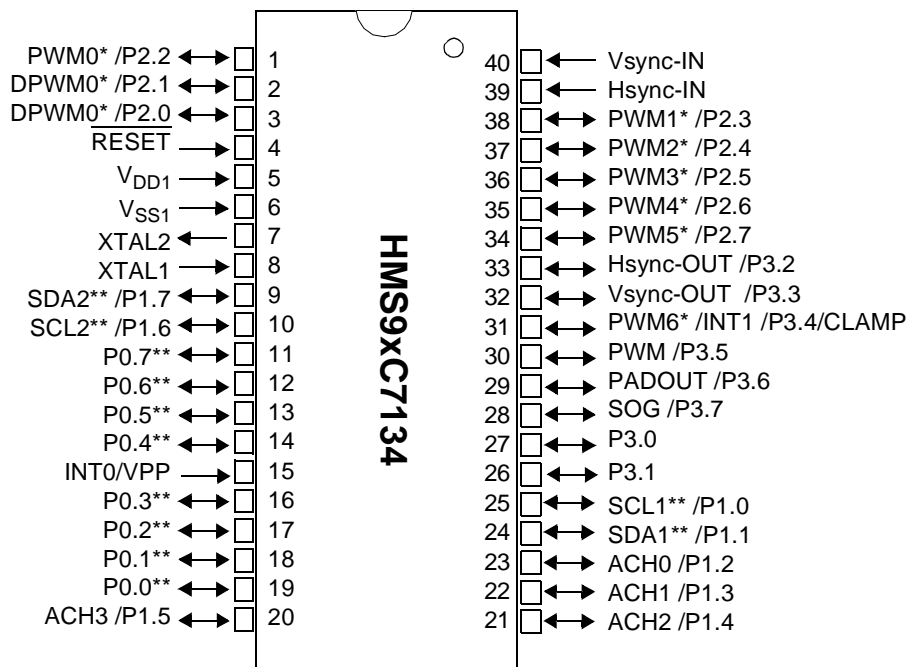 PWM0* /P2.2 1
DPWM0* /P2.1 2
DPWM0* /P2.0 3
RESET 4
VDD1 5
VSS1 6
XTAL2 7
XTAL1 8
SDA2** /P1.7 9
SCL2** /P1.6 10
P0.7** 11
P0.6** 12
P0.5** 13
P0.4** 14
INT0/VPP 15
P0.3** 16
P0.2** 17
P0.1** 18
P0.0** 19
ACH3 /P1.5 20
HMS9xC7134
40 Vsync-IN
39 Hsync-IN
38 PWM1* /P2.3
37 PWM2* /P2.4
36 PWM3* /P2.5
35 PWM4* /P2.6
34 PWM5* /P2.7
33 Hsync-OUT /P3.2
32 Vsync-OUT /P3.3
31 PWM6* /INT1 /P3.4/CLAMP
30 PWM /P3.5
29 PADOUT /P3.6
28 SOG /P3.7
27 P3.0
26 P3.1
25 SCL1** /P1.0
24 SDA1** /P1.1
23 ACH0 /P1.2
22 ACH1 /P1.3
21 ACH2 /P1.4